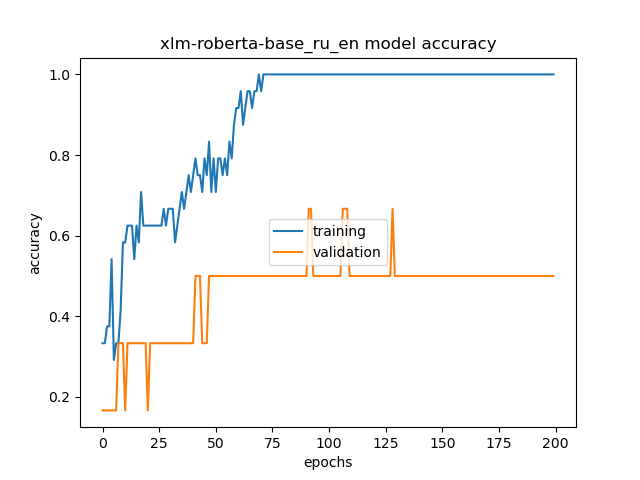 xlm-roberta-base_ru_en model accuracy
1.0
0.8
0.6
0.4
0.2
accuracy
training
validation
0 25 50 75 100 125 150 175 200
epochs